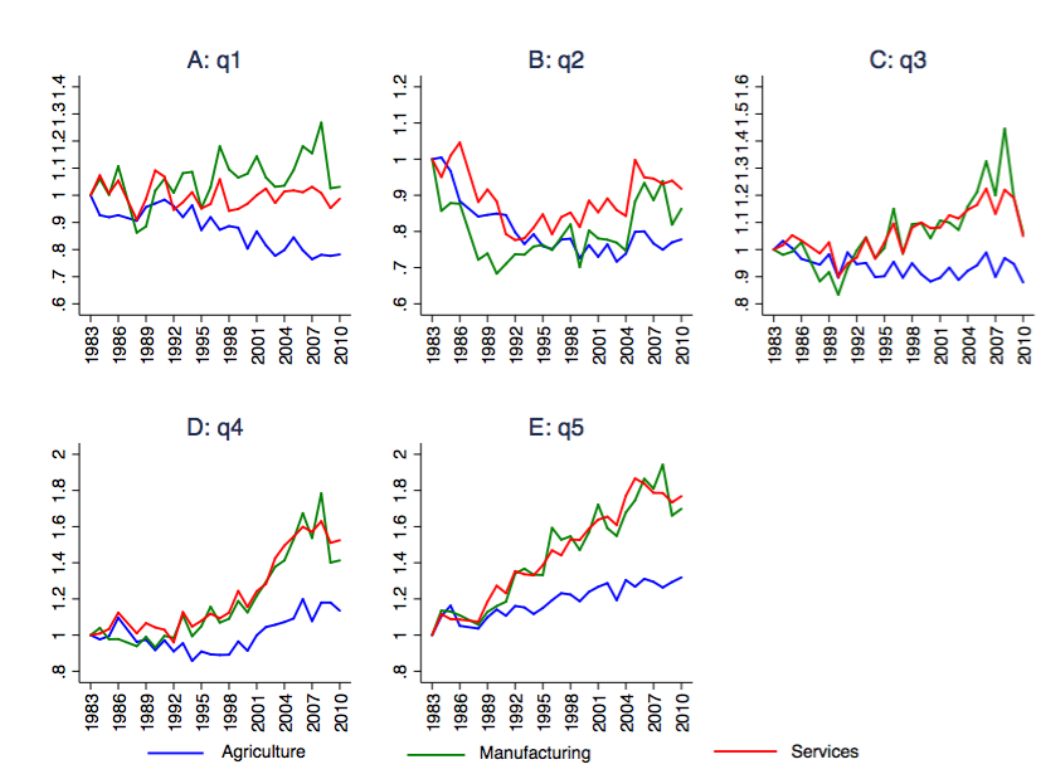 A: q1
.6 .7 .8 .9 1 1.1 1.2 1.3 1.4
1983 1986 1989 1992 1995 1998 2001 2004 2007 2010
B: q2
.6 .7 .8 .9 1 1.1 1.2
1983 1986 1989 1992 1995 1998 2001 2004 2007 2010
C: q3
.8 .9 1 1.1 1.2 1.3 1.4 1.5 1.6
1983 1986 1989 1992 1995 1998 2001 2004 2007 2010
D: q4
.8 1 1.2 1.4 1.6 1.8 2
1983 1986 1989 1992 1995 1998 2001 2004 2007 2010
E: q5
.8 1 1.2 1.4 1.6 1.8 2
1983 1986 1989 1992 1995 1998 2001 2004 2007 2010
Agriculture Manufacturing Services